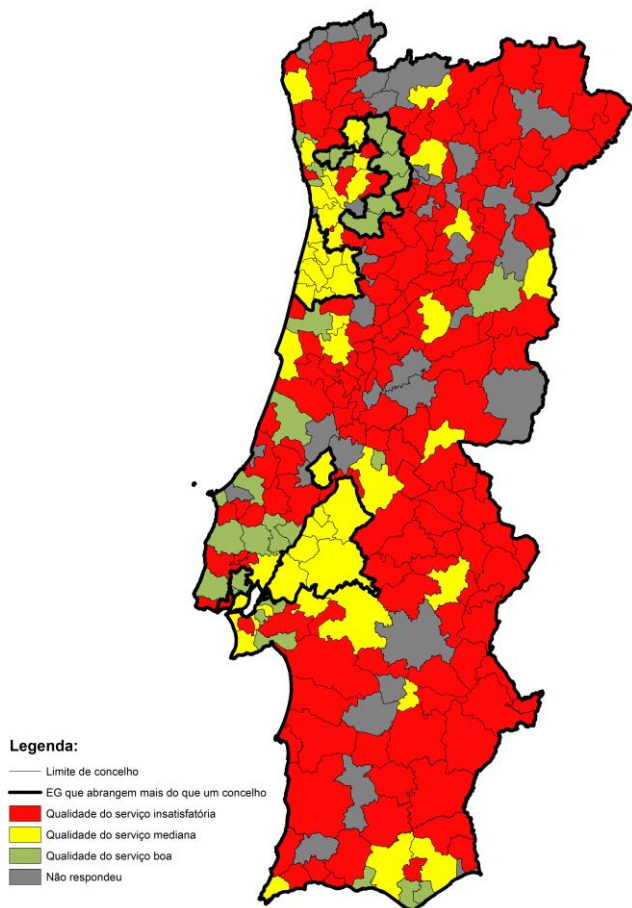 Legenda:
Limite de concelho
EG que abrangem mais do que um concelho
Qualidade do serviço insatisfatória
Qualidade do serviço mediana
Qualidade do serviço boa
Não respondeu